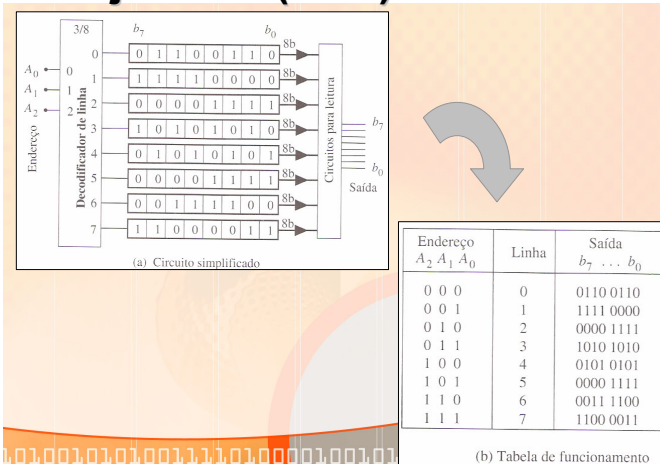 3/8 b7 b0
0 0 1 1 0 0 1 1 0 8b
A0 0
1 1 1 1 1 0 0 0 0 8b
A1 1
2 0 0 0 0 1 1 1 1 8b
A2 2
3 1 0 1 0 1 0 1 0 8b
4 0 1 0 1 0 1 0 1 8b
5 0 0 0 0 1 1 1 1 8b
6 0 0 1 1 1 1 0 0 8b
7 1 1 0 0 0 0 1 1 8b
Endereço
Decodificador de linha
Circuitos para leitura
b7
b0
Saída
(a) Circuito simplificado
Endereço Linha Saída
A2 A1 A0 b7 ... b0
0 0 0 0 0110 0110
0 0 1 1 1111 0000
0 1 0 2 0000 1111
0 1 1 3 1010 1010
1 0 0 4 0101 0101
1 0 1 5 0000 1111
1 1 0 6 0011 1100
1 1 1 7 1100 0011
(b) Tabela de funcionamento